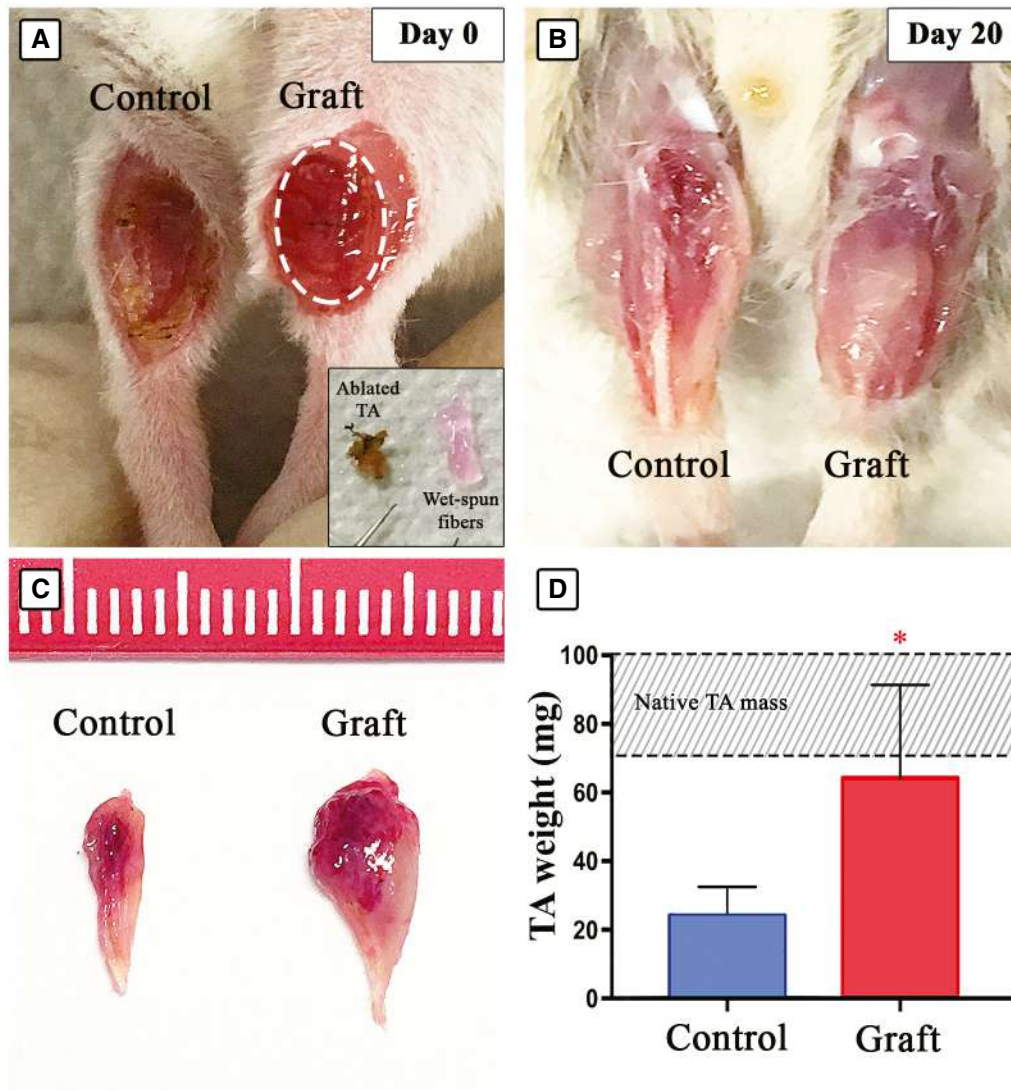 A
Day 0
Control
Graft
Ablated
TA
Wet-spun
fibers
B
Day 20
Control
Graft
C
Control
Graft
D
*
TA weight (mg)
100
80
60
40
20
0
Native TA mass
Control
Graft